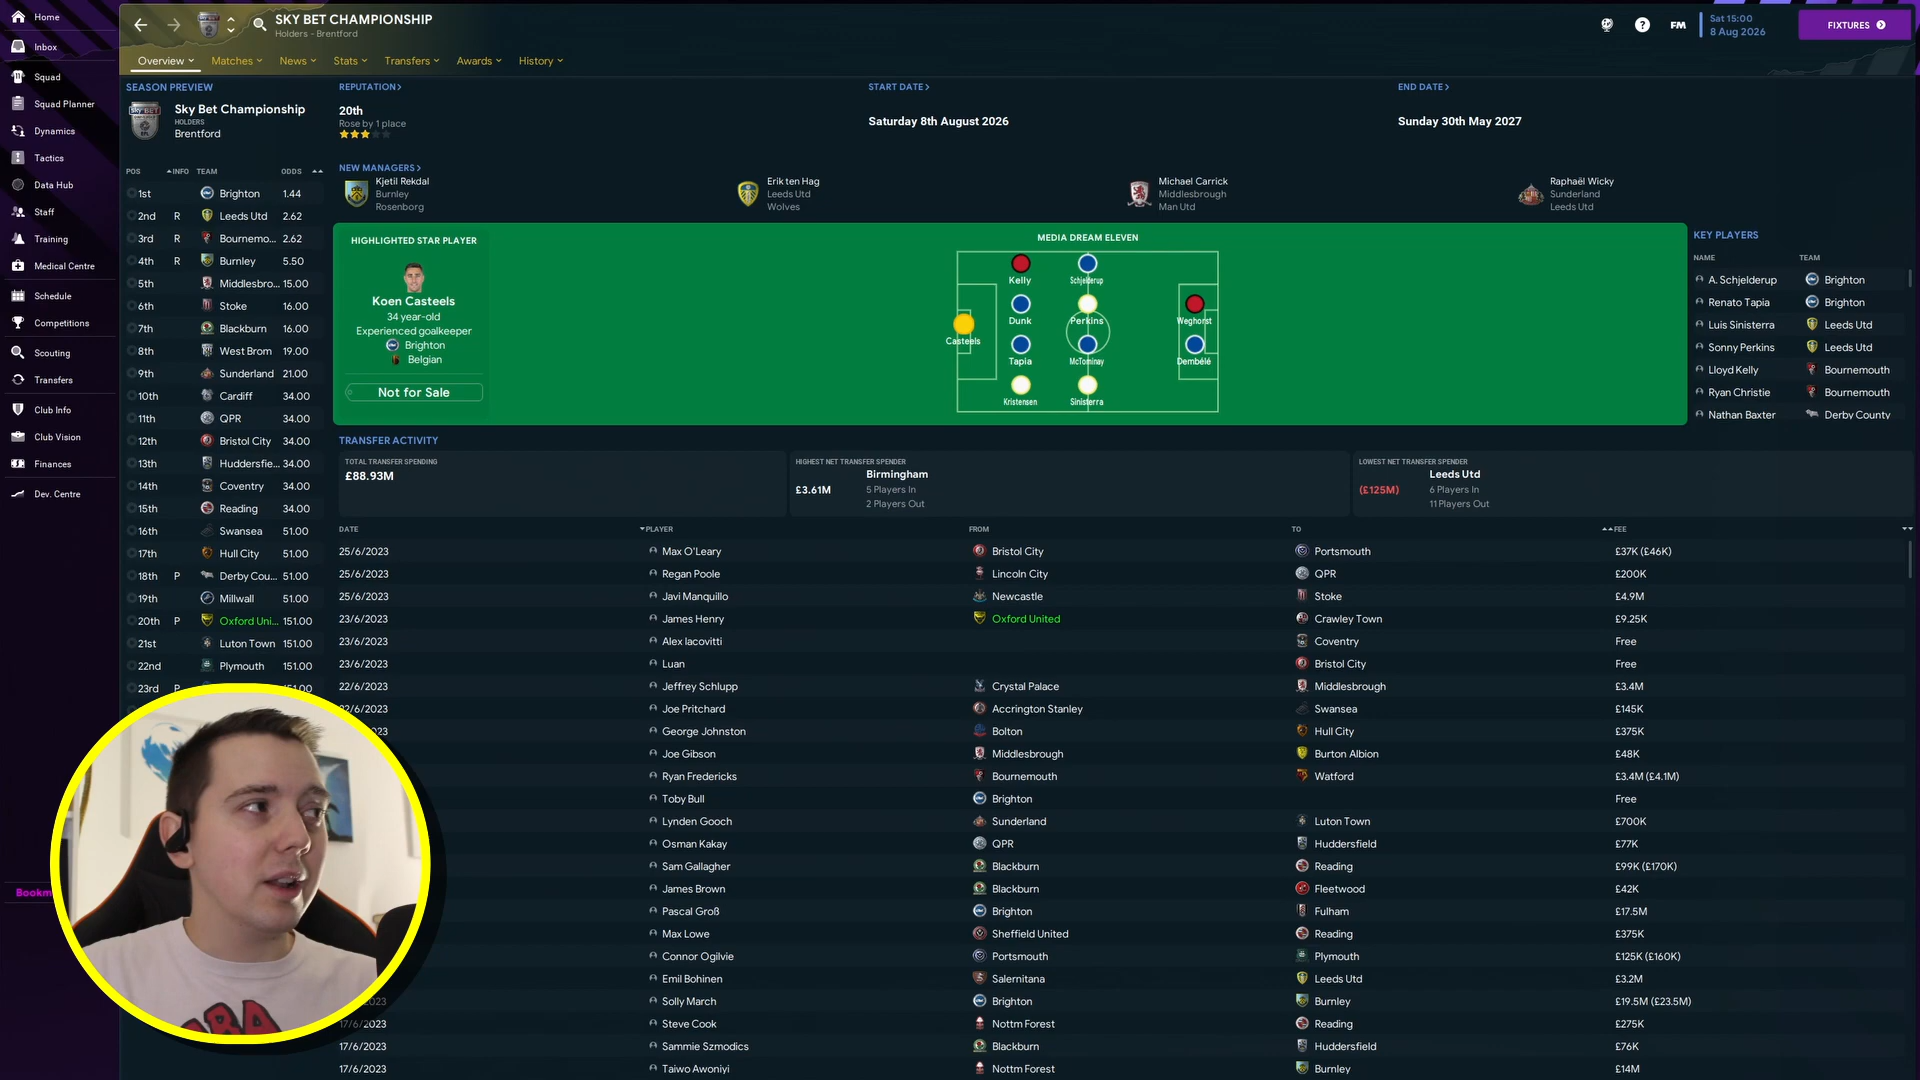 Home
Inbox
Squad
Squad Planner
Dynamics
Tactics
Data Hub
Staff
Training
Medical Centre
Schedule
Competitions
Scouting
Transfers
Club Info
Club Vision
Finances
Dev. Centre
SKY BET CHAMPIONSHIP
Holders - Brentford
FM
Sat 15:00
8 Aug 2026
FIXTURES
Overview Matches News Stats Transfers Awards History
SEASON PREVIEW
Sky Bet Championship
HOLDERS
Brentford
POS INFO TEAM ODDS
1st Brighton 1.44
2nd R Leeds Utd 2.62
3rd R Bournemo... 2.62
4th R Burnley 5.50
5th Middlesbro... 15.00
6th Stoke 16.00
7th Blackburn 16.00
8th West Brom 19.00
9th Sunderland 21.00
10th Cardiff 34.00
11th QPR 34.00
12th Bristol City 34.00
13th Huddersfie... 34.00
14th Coventry 34.00
15th Reading 34.00
16th Swansea 51.00
17th Hull City 51.00
18th P Derby Cou... 51.00
19th Millwall 51.00
20th P Oxford Uni... 151.00
21st Luton Town 151.00
22nd Plymouth 151.00
23rd P
REPUTATION>
20th
Rose by 1 place
START DATE>
Saturday 8th August 2026
END DATE>
Sunday 30th May 2027
NEW MANAGERS>
Kjetil Rekdal
Burnley
Rosenborg
Erik ten Hag
Leeds Utd
Wolves
Michael Carrick
Middlesbrough
Man Utd
Raphaël Wicky
Sunderland
Leeds Utd
HIGHLIGHTED STAR PLAYER
Koen Casteels
34 year-old
Experienced goalkeeper
Brighton
Belgian
Not for Sale
MEDIA DREAM ELEVEN
Kelly Schjelderup
Dunk Perkins Weghorst
Casteels
Tapia McTominay Dembélé
Kristensen Sinisterra
KEY PLAYERS
NAME TEAM
A. Schjelderup Brighton
Renato Tapia Brighton
Luis Sinisterra Leeds Utd
Sonny Perkins Leeds Utd
Lloyd Kelly Bournemouth
Ryan Christie Bournemouth
Nathan Baxter Derby County
TRANSFER ACTIVITY
TOTAL TRANSFER SPENDING
£88.93M
HIGHEST NET TRANSFER SPENDER
Birmingham
£3.61M
5 Players In
2 Players Out
LOWEST NET TRANSFER SPENDER
Leeds Utd
(£125M)
6 Players In
11 Players Out
DATE PLAYER FROM TO FEE
25/6/2023 Max O'Leary Bristol City Portsmouth £37K (£46K)
25/6/2023 Regan Poole Lincoln City QPR £200K
25/6/2023 Javi Manquillo Newcastle Stoke £4.9M
23/6/2023 James Henry Oxford United Crawley Town £9.25K
23/6/2023 Alex Iacovitti Coventry Free
23/6/2023 Luan Bristol City Free
22/6/2023 Jeffrey Schlupp Crystal Palace Middlesbrough £3.4M
22/6/2023 Joe Pritchard Accrington Stanley Swansea £145K
George Johnston Bolton Hull City £375K
Joe Gibson Middlesbrough Burton Albion £48K
Ryan Fredericks Bournemouth Watford £3.4M (£4.1M)
Toby Bull Brighton Free
Lynden Gooch Sunderland Luton Town £700K
Osman Kakay QPR Huddersfield £77K
Sam Gallagher Blackburn Reading £99K (£170K)
James Brown Blackburn Fleetwood £42K
Pascal Groß Brighton Fulham £17.5M
Max Lowe Sheffield United Reading £375K
Connor Ogilvie Portsmouth Plymouth £125K (£160K)
Emil Bohinen Salernitana Leeds Utd £3.2M
Solly March Brighton Burnley £19.5M (£23.5M)
17/6/2023 Steve Cook Nottm Forest Reading £275K
17/6/2023 Sammie Szmodics Blackburn Huddersfield £76K
17/6/2023 Taiwo Awoniyi Nottm Forest Burnley £14M